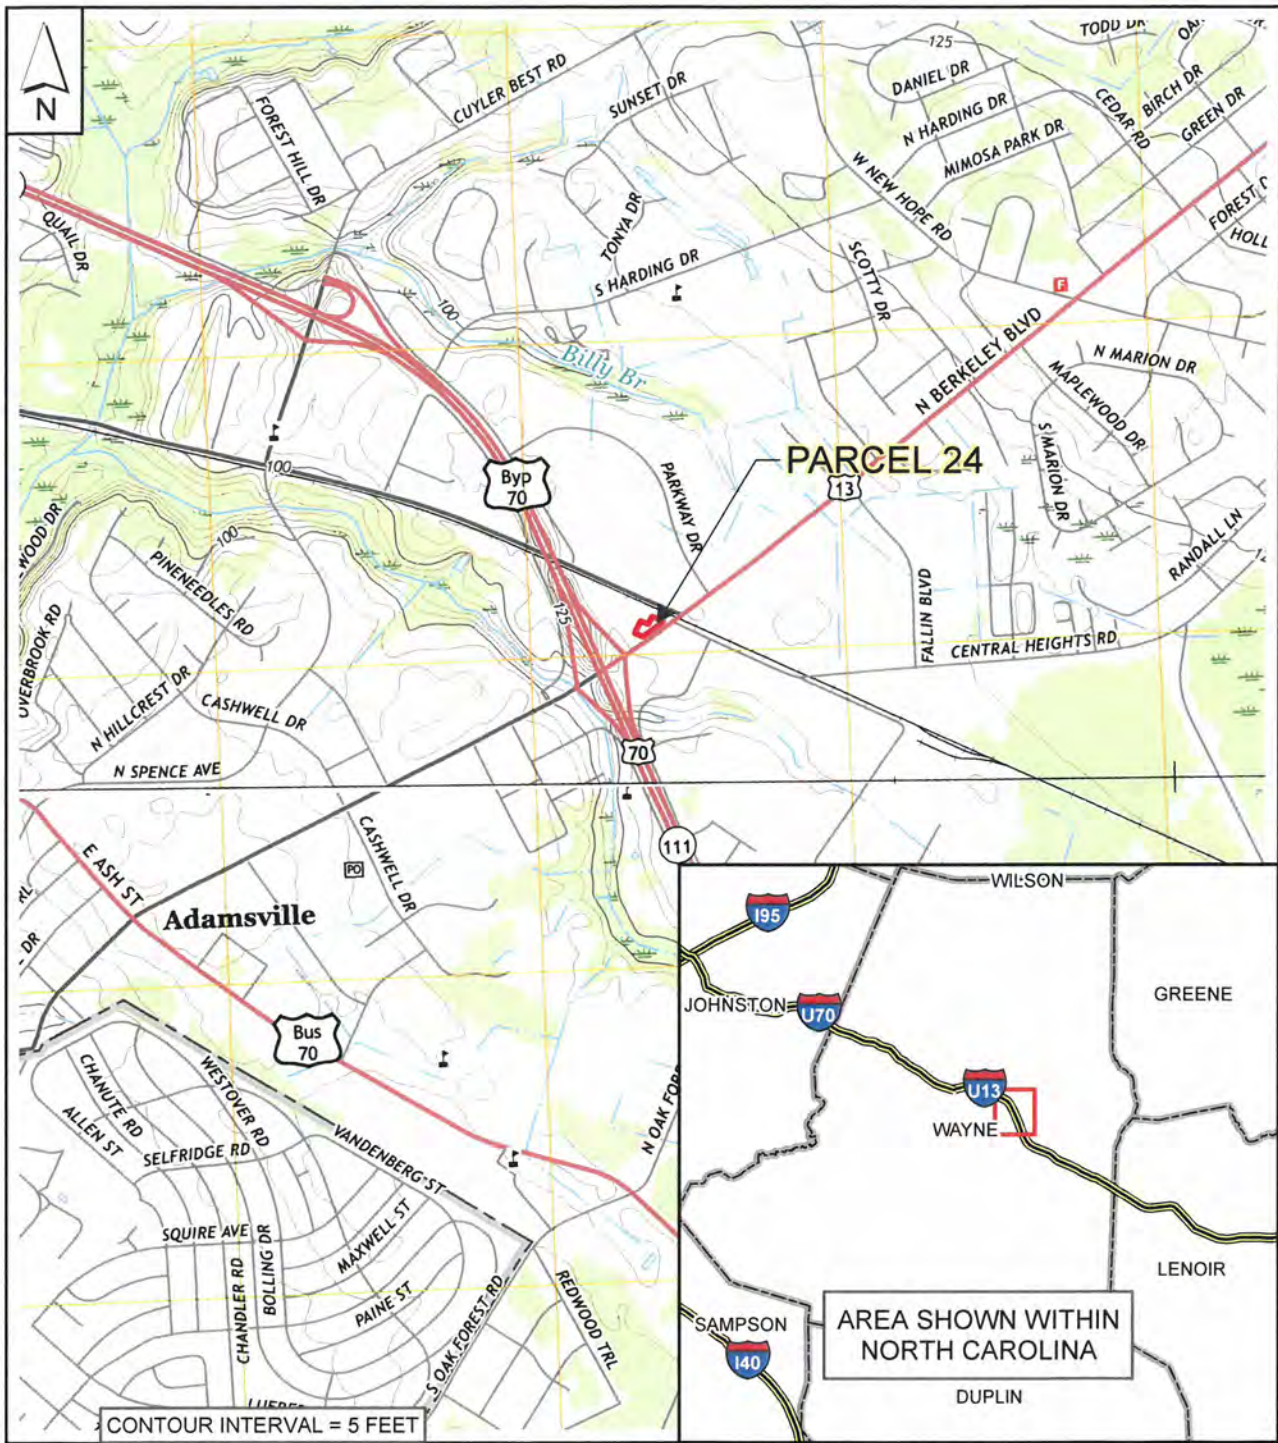 N
TODD DR
125
CUYLER BEST RD
SUNSET DR
DANIEL DR
BIRCH DR
CEDAR RD
GREEN DR
FOREST HILL DR
N HARDING DR
MIMOSA PARK DR
W NEW HOPE RD
QUAIL DR
TONYA DR
S HARDING DR
SCOTTY DR
HOLL
F
100
Billy Br
N BERKELEY BLVD
N MARION DR
MAPLEWOOD DR
S MARION DR
100
Byp
70
PARKWAY DR
PARCEL 24
13
100
PINENEEDLES RD
EWOOD DR
RANDALL LN
OVERBROOK RD
125
FALLIN BLVD
CENTRAL HEIGHTS RD
N HILLCREST DR
CASHWELL DR
N SPENCE AVE
70
E ASH ST
CASHWELL DR
PO
111
Adamsville
Bus
70
CHANUTE RD
ALLEN ST
WESTOVER RD
SELFRIDGE RD
VANDENBERG ST
N OAK FORE
SQUIRE AVE
MAXWELL ST
CHANDLER RD
BOLLING DR
PAINE ST
S OAK FOREST RD
REDWOOD TRL
CONTOUR INTERVAL = 5 FEET
WILSON
I95
JOHNSTON
U70
GREENE
U13
WAYNE
LENOIR
SAMPSON
I40
AREA SHOWN WITHIN
NORTH CAROLINA
DUPLIN